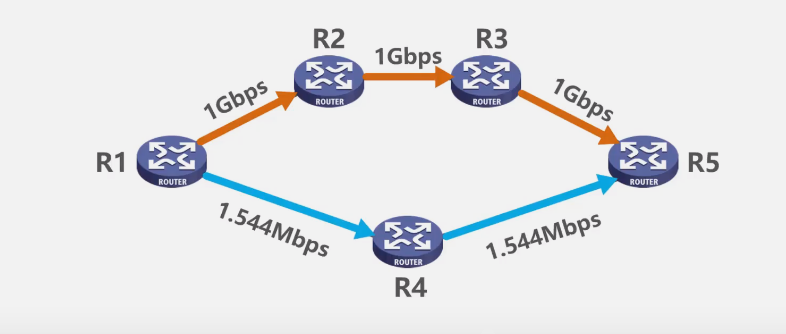 R2
R3
1Gbps
1Gbps
1Gbps
ROUTER
ROUTER
R1
R5
ROUTER
ROUTER
1.544Mbps
1.544Mbps
ROUTER
R4